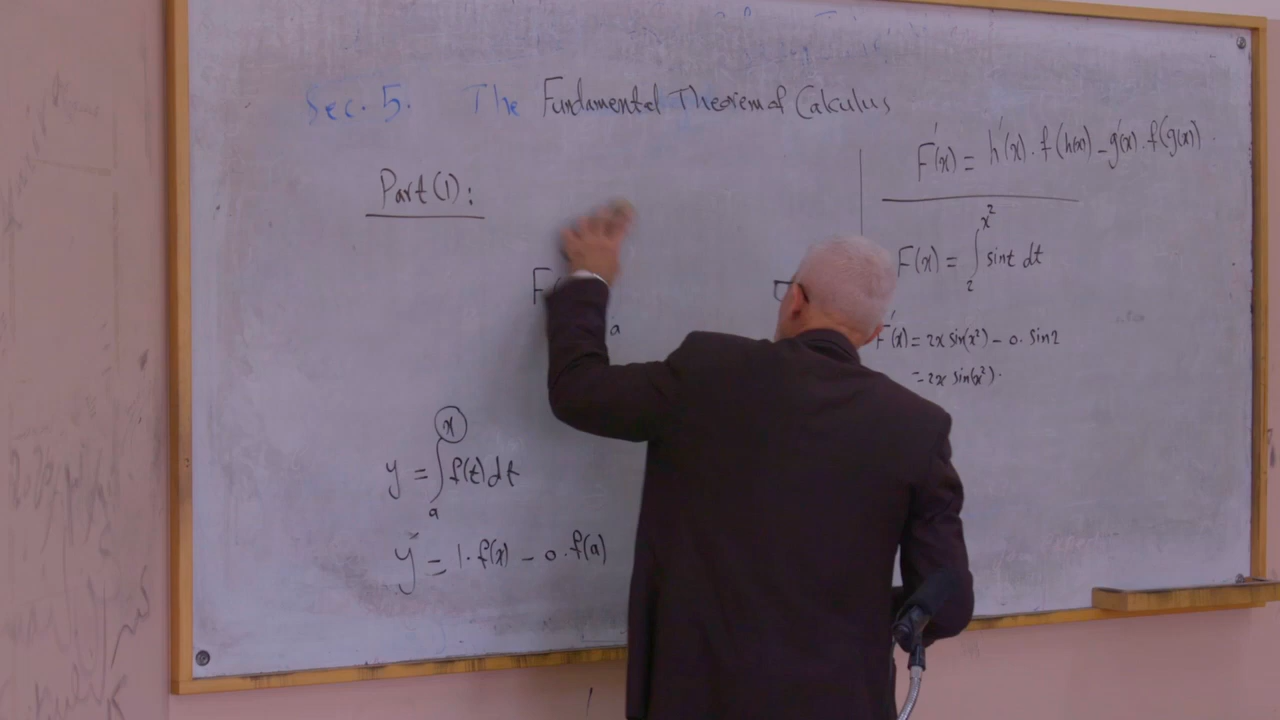 Sec. 5. The Fundamental Theorem of Calculus
Part(1):
F
a
y = ∫ₐˣ f(t)dt
y' = 1·f(x) - 0·f(a)
F'(x) = h'(x)·f(h(x)) - g'(x)·f(g(x)).
F(x) = ∫₂^{x²} sint dt
F'(x) = 2x sin(x²) - 0·sin2
= 2x sin(x²).